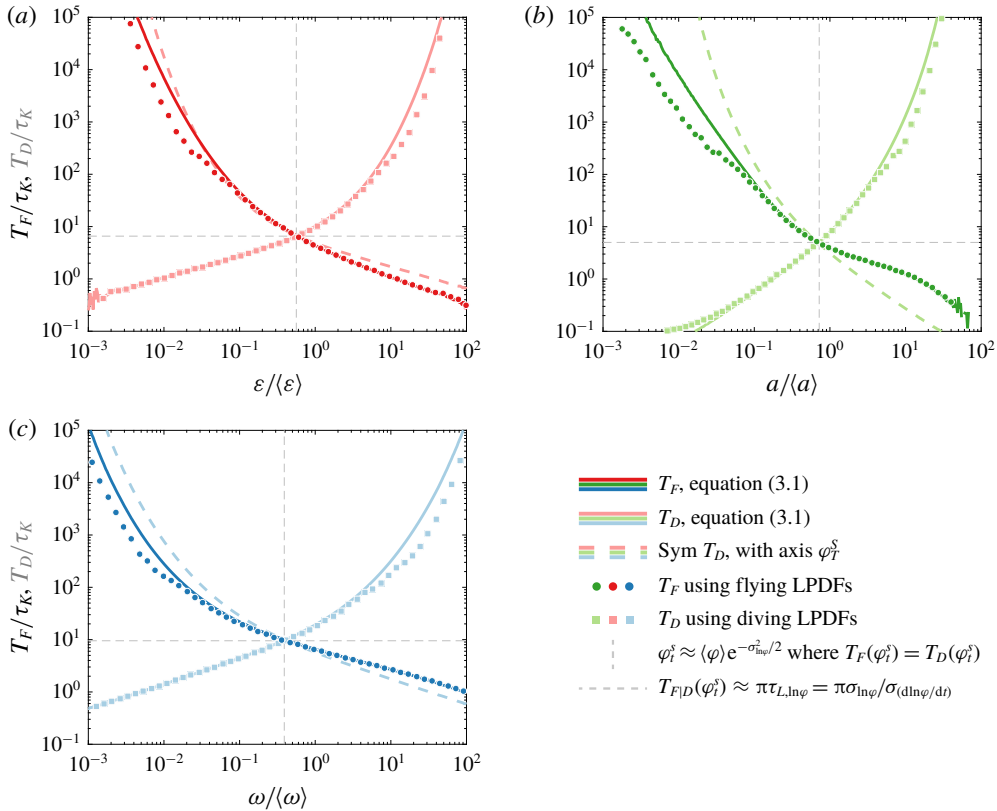 (a)
10^5
10^4
10^3
10^2
10^1
10^0
10^{-1}
T_F/τ_K, T_D/τ_K
10^{-3} 10^{-2} 10^{-1} 10^0 10^1 10^2
ε/⟨ε⟩
(b)
10^5
10^4
10^3
10^2
10^1
10^0
10^{-1}
10^{-3} 10^{-2} 10^{-1} 10^0 10^1 10^2
a/⟨a⟩
(c)
10^5
10^4
10^3
10^2
10^1
10^0
10^{-1}
T_F/τ_K, T_D/τ_K
10^{-3} 10^{-2} 10^{-1} 10^0 10^1 10^2
ω/⟨ω⟩
T_F, equation (3.1)
T_D, equation (3.1)
Sym T_D, with axis φ_T^S
T_F using flying LPDFs
T_D using diving LPDFs
φ_t^s ≈ ⟨φ⟩e^{−σ_{lnφ}^2/2} where T_F(φ_t^s) = T_D(φ_t^s)
T_{F|D}(φ_t^s) ≈ πτ_{L,lnφ} = πσ_{lnφ}/σ_{(dlnφ/dt)}